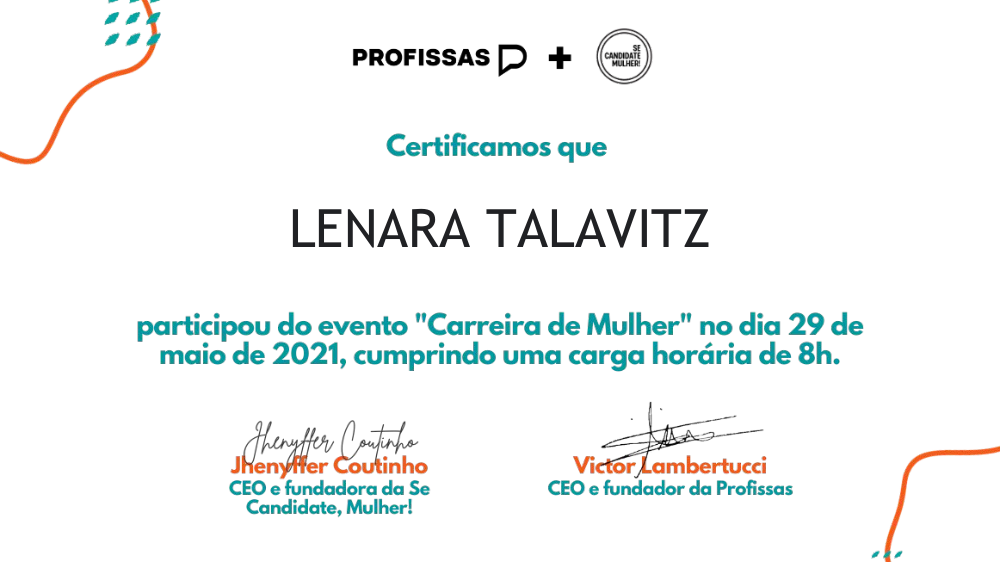 PROFISSAS
+
SE
CANDIDATE
MULHER!
Certificamos que
LENARA TALAVITZ
participou do evento "Carreira de Mulher" no dia 29 de
maio de 2021, cumprindo uma carga horária de 8h.
Jhenyffer Coutinho
Jhenyffer Coutinho
CEO e fundadora da Se
Candidate, Mulher!
Victor Lambertucci
CEO e fundador da Profissas